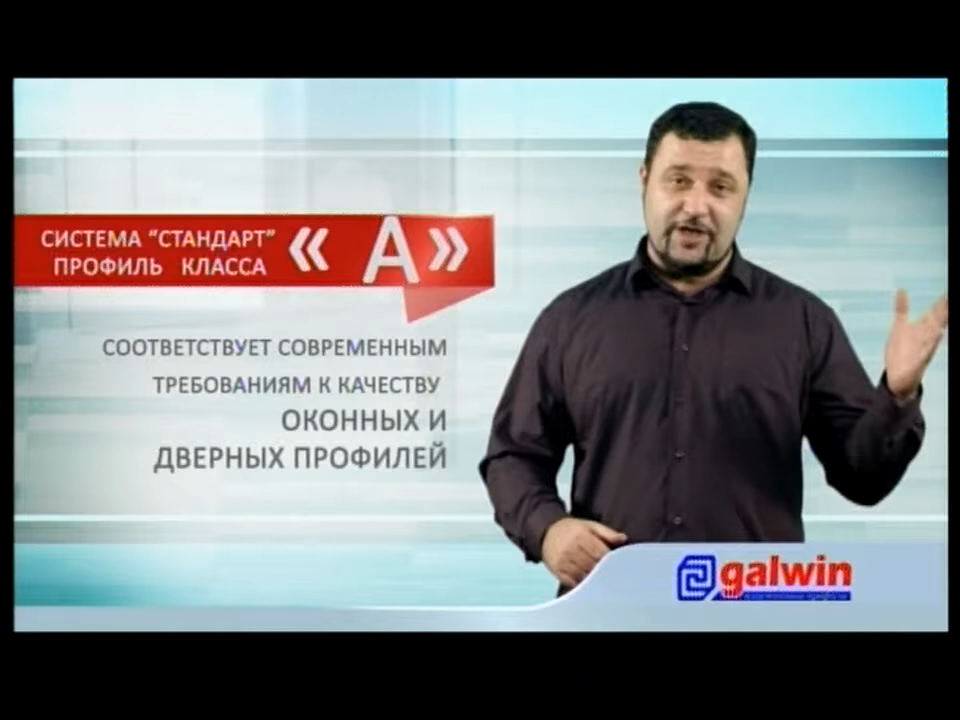 СИСТЕМА “СТАНДАРТ”
ПРОФИЛЬ КЛАССА
« А»
СООТВЕТСТВУЕТ СОВРЕМЕННЫМ
ТРЕБОВАНИЯМ К КАЧЕСТВУ
ОКОННЫХ И
ДВЕРНЫХ ПРОФИЛЕЙ
galwin